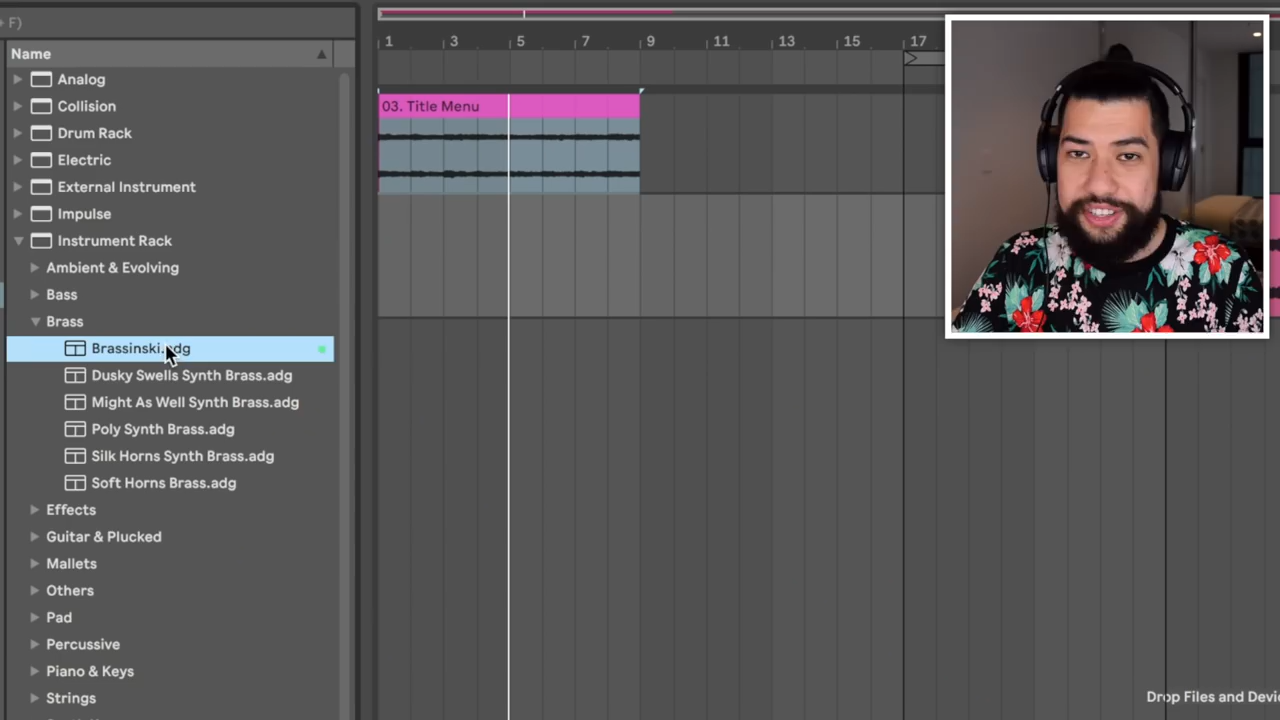 F)
Name
Analog
Collision
Drum Rack
Electric
External Instrument
Impulse
Instrument Rack
Ambient & Evolving
Bass
Brass
Brassinski.adg
Dusky Swells Synth Brass.adg
Might As Well Synth Brass.adg
Poly Synth Brass.adg
Silk Horns Synth Brass.adg
Soft Horns Brass.adg
Effects
Guitar & Plucked
Mallets
Others
Pad
Percussive
Piano & Keys
Strings
1 3 5 7 9 11 13 15 17
03. Title Menu
Drop Files and Devi